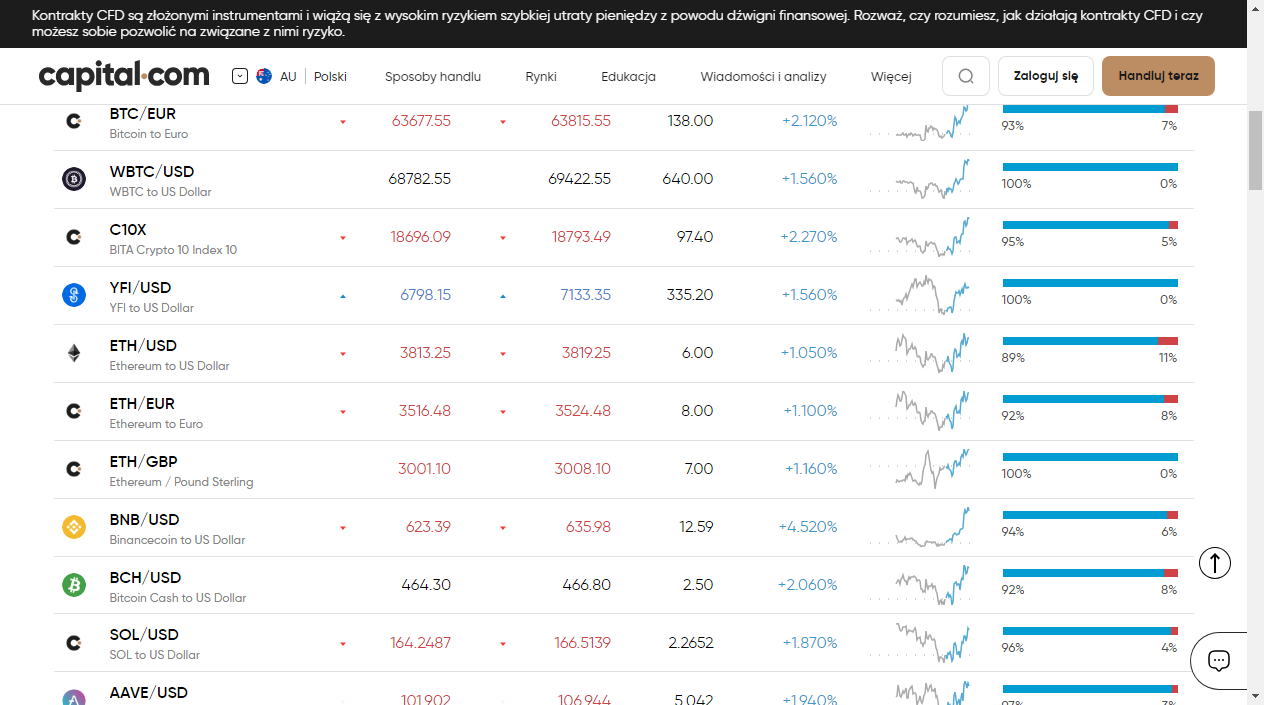 Kontrakty CFD są złożonymi instrumentami i wiążą się z wysokim ryzykiem szybkiej utraty pieniędzy z powodu dźwigni finansowej. Rozważ, czy rozumiesz, jak działają kontrakty CFD i czy
możesz sobie pozwolić na związane z nimi ryzyko.
capital.com AU Polski Sposoby handlu Rynki Edukacja Wiadomości i analizy Więcej Zaloguj się Handluj teraz
BTC/EUR 63677.55 63815.55 138.00 +2.120%
Bitcoin to Euro 93% 7%
WBTC/USD 68782.55 69422.55 640.00 +1.560%
WBTC to US Dollar 100% 0%
C10X 18696.09 18793.49 97.40 +2.270%
BITA Crypto 10 Index 10 95% 5%
YFI/USD 6798.15 7133.35 335.20 +1.560%
YFI to US Dollar 100% 0%
ETH/USD 3813.25 3819.25 6.00 +1.050%
Ethereum to US Dollar 89% 11%
ETH/EUR 3516.48 3524.48 8.00 +1.100%
Ethereum to Euro 92% 8%
ETH/GBP 3001.10 3008.10 7.00 +1.160%
Ethereum / Pound Sterling 100% 0%
BNB/USD 623.39 635.98 12.59 +4.520%
Binancecoin to US Dollar 94% 6%
BCH/USD 464.30 466.80 2.50 +2.060%
Bitcoin Cash to US Dollar 92% 8%
SOL/USD 164.2487 166.5139 2.2652 +1.870%
SOL to US Dollar 96% 4%
AAVE/USD 101.902 106.944 5.042 +1.940%
97% 3%